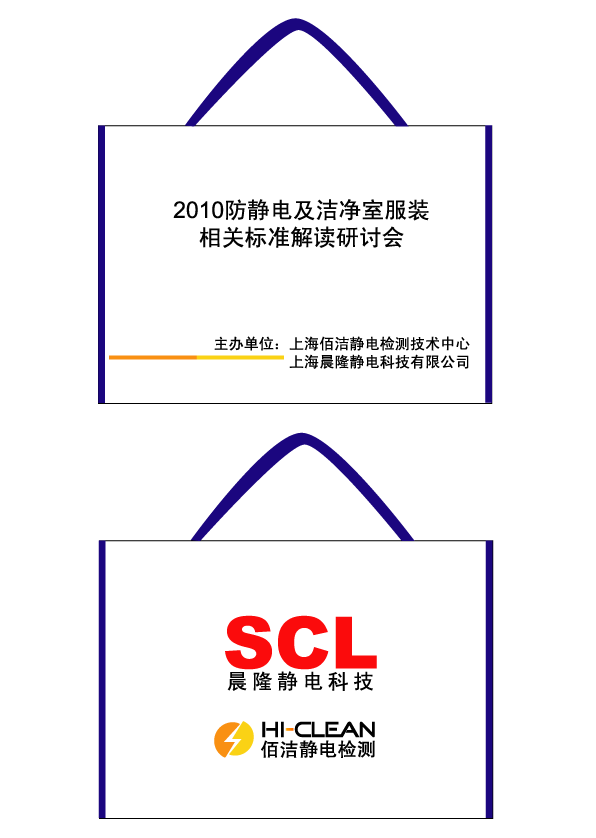 2010防静电及洁净室服装
相关标准解读研讨会
主办单位：上海佰洁静电检测技术中心
上海晨隆静电科技有限公司
SCL
晨隆静电科技
HI-CLEAN
佰洁静电检测